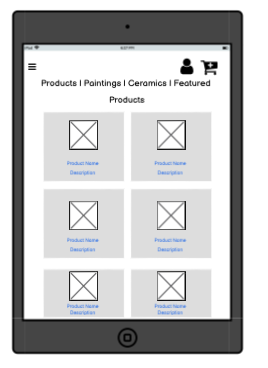 iPad
4:21 PM
Products | Paintings | Ceramics | Featured
Products
Product Name
Description
Product Name
Description
Product Name
Description
Product Name
Description
Product Name
Description
Product Name
Description